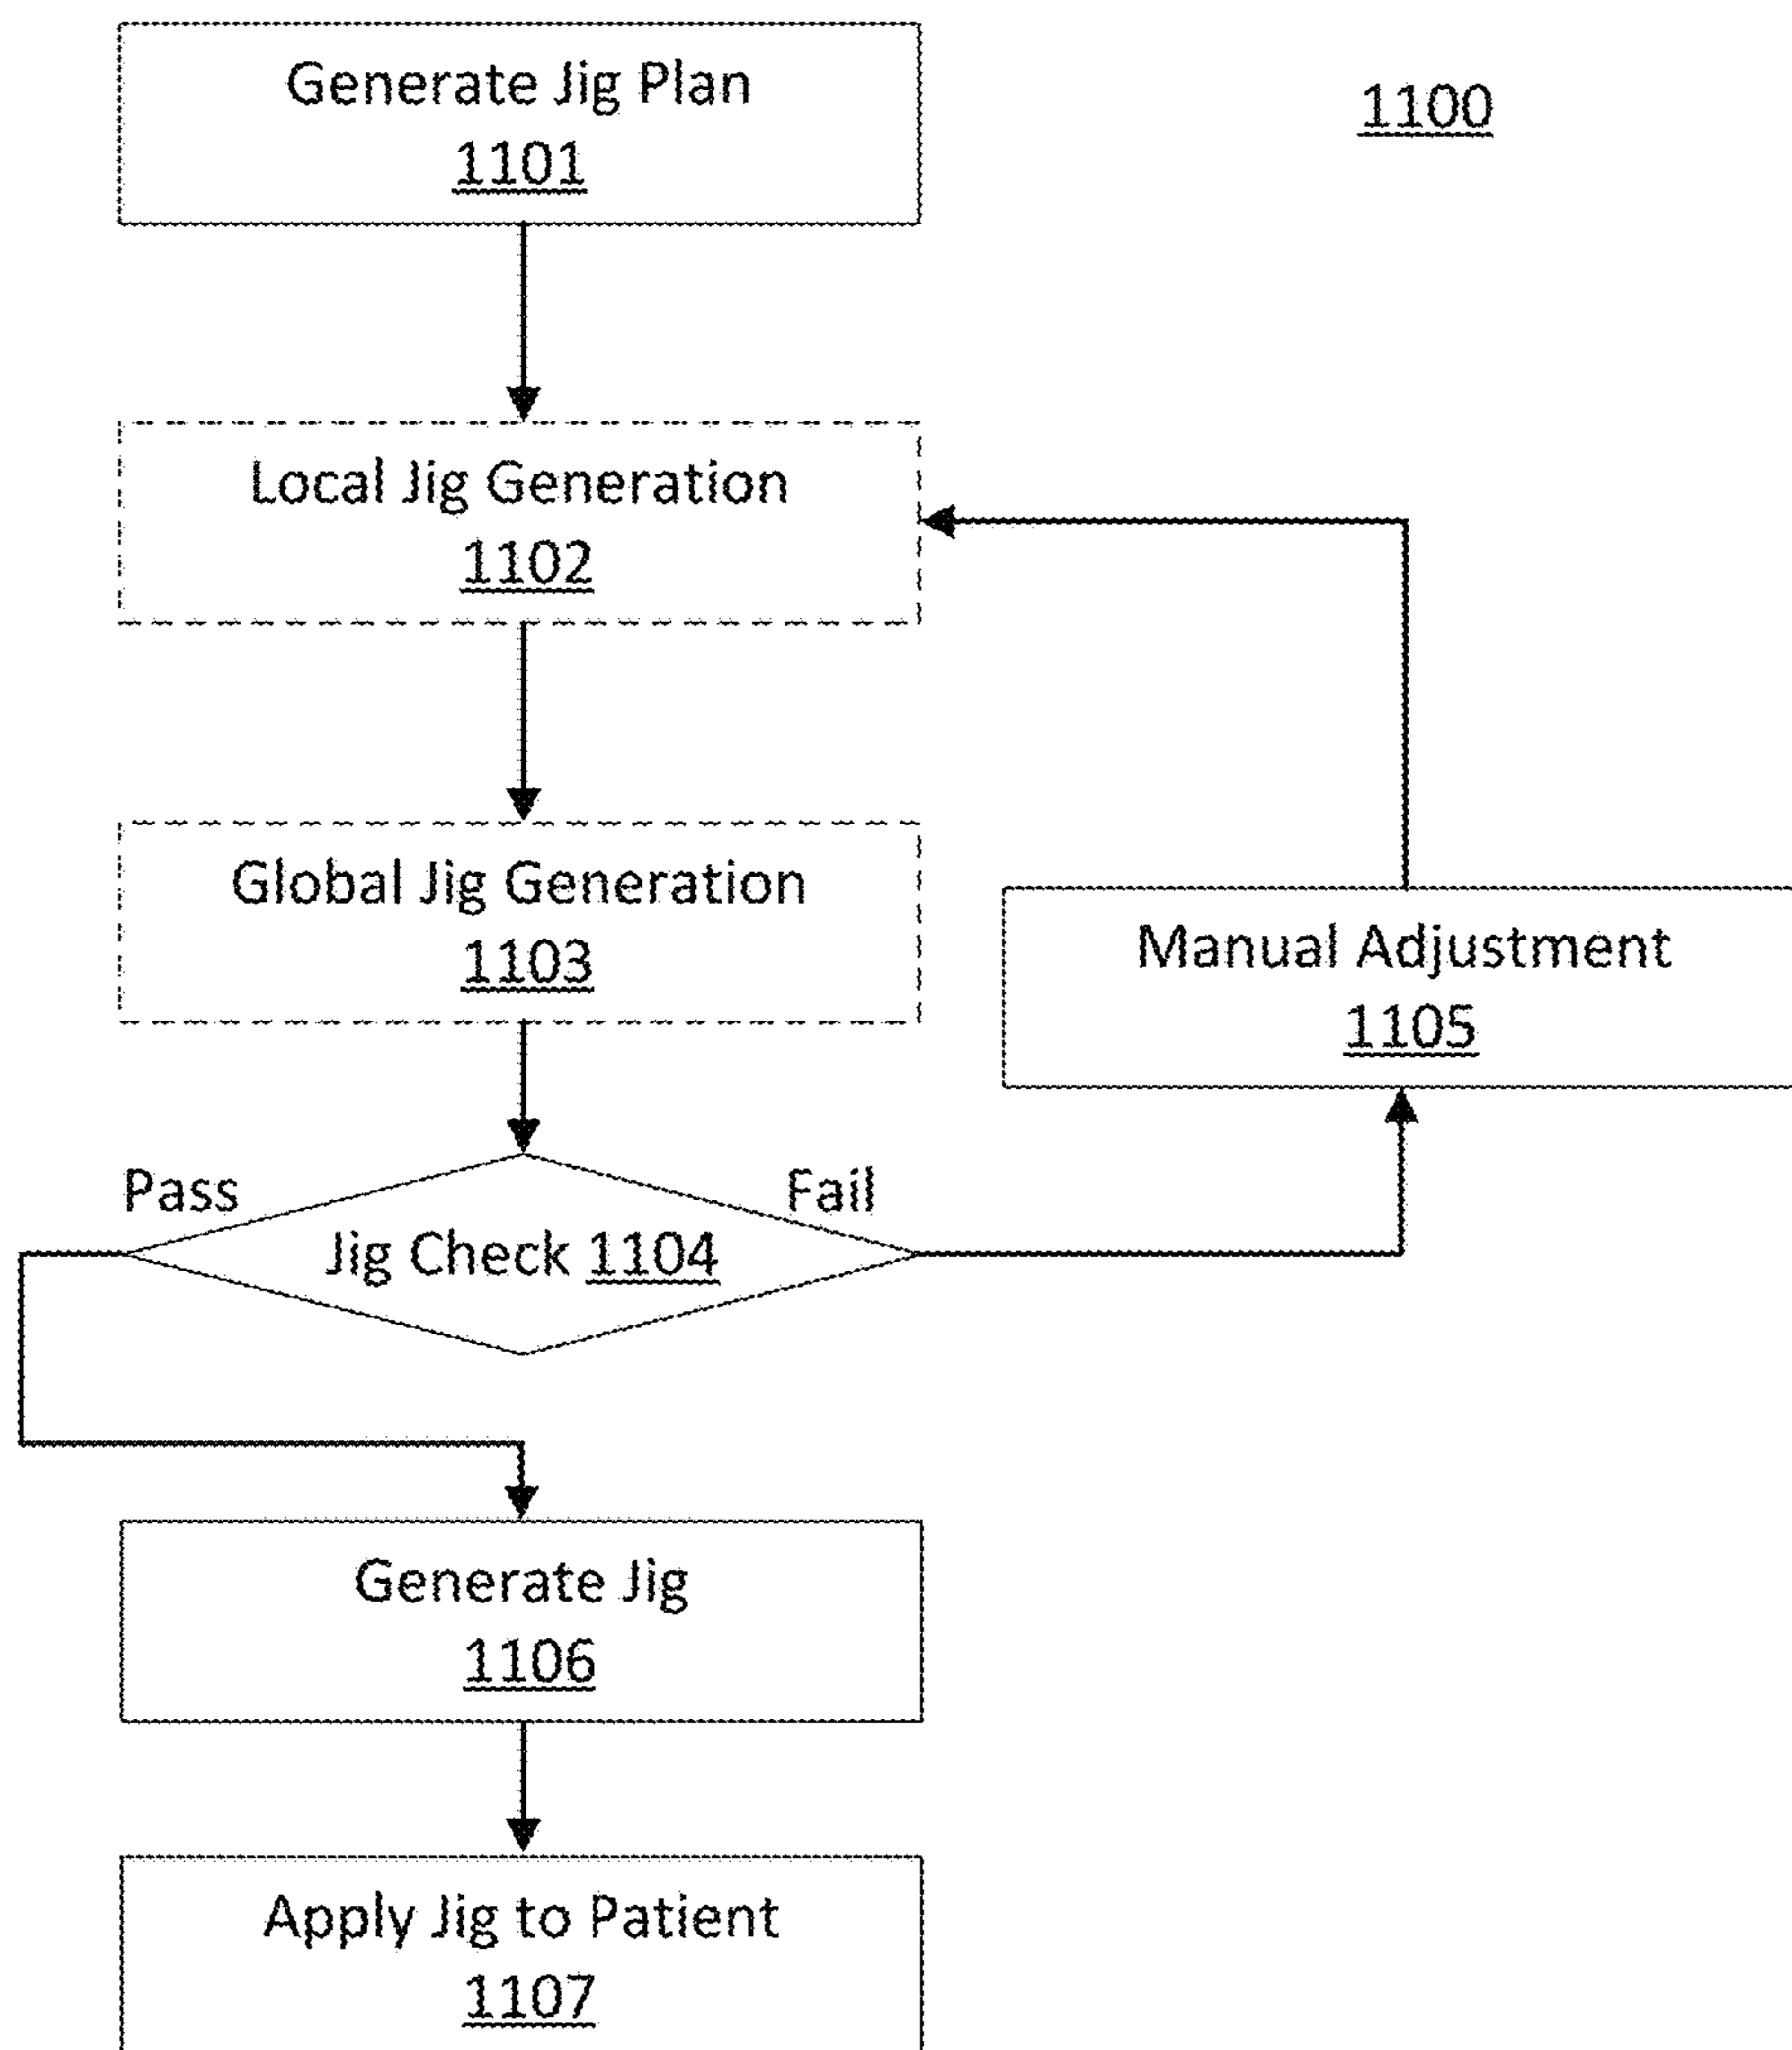 Generate Jig Plan
1101
1100
Local Jig Generation
1102
Global Jig Generation
1103
Manual Adjustment
1105
Pass
Fail
Jig Check 1104
Generate Jig
1106
Apply Jig to Patient
1107